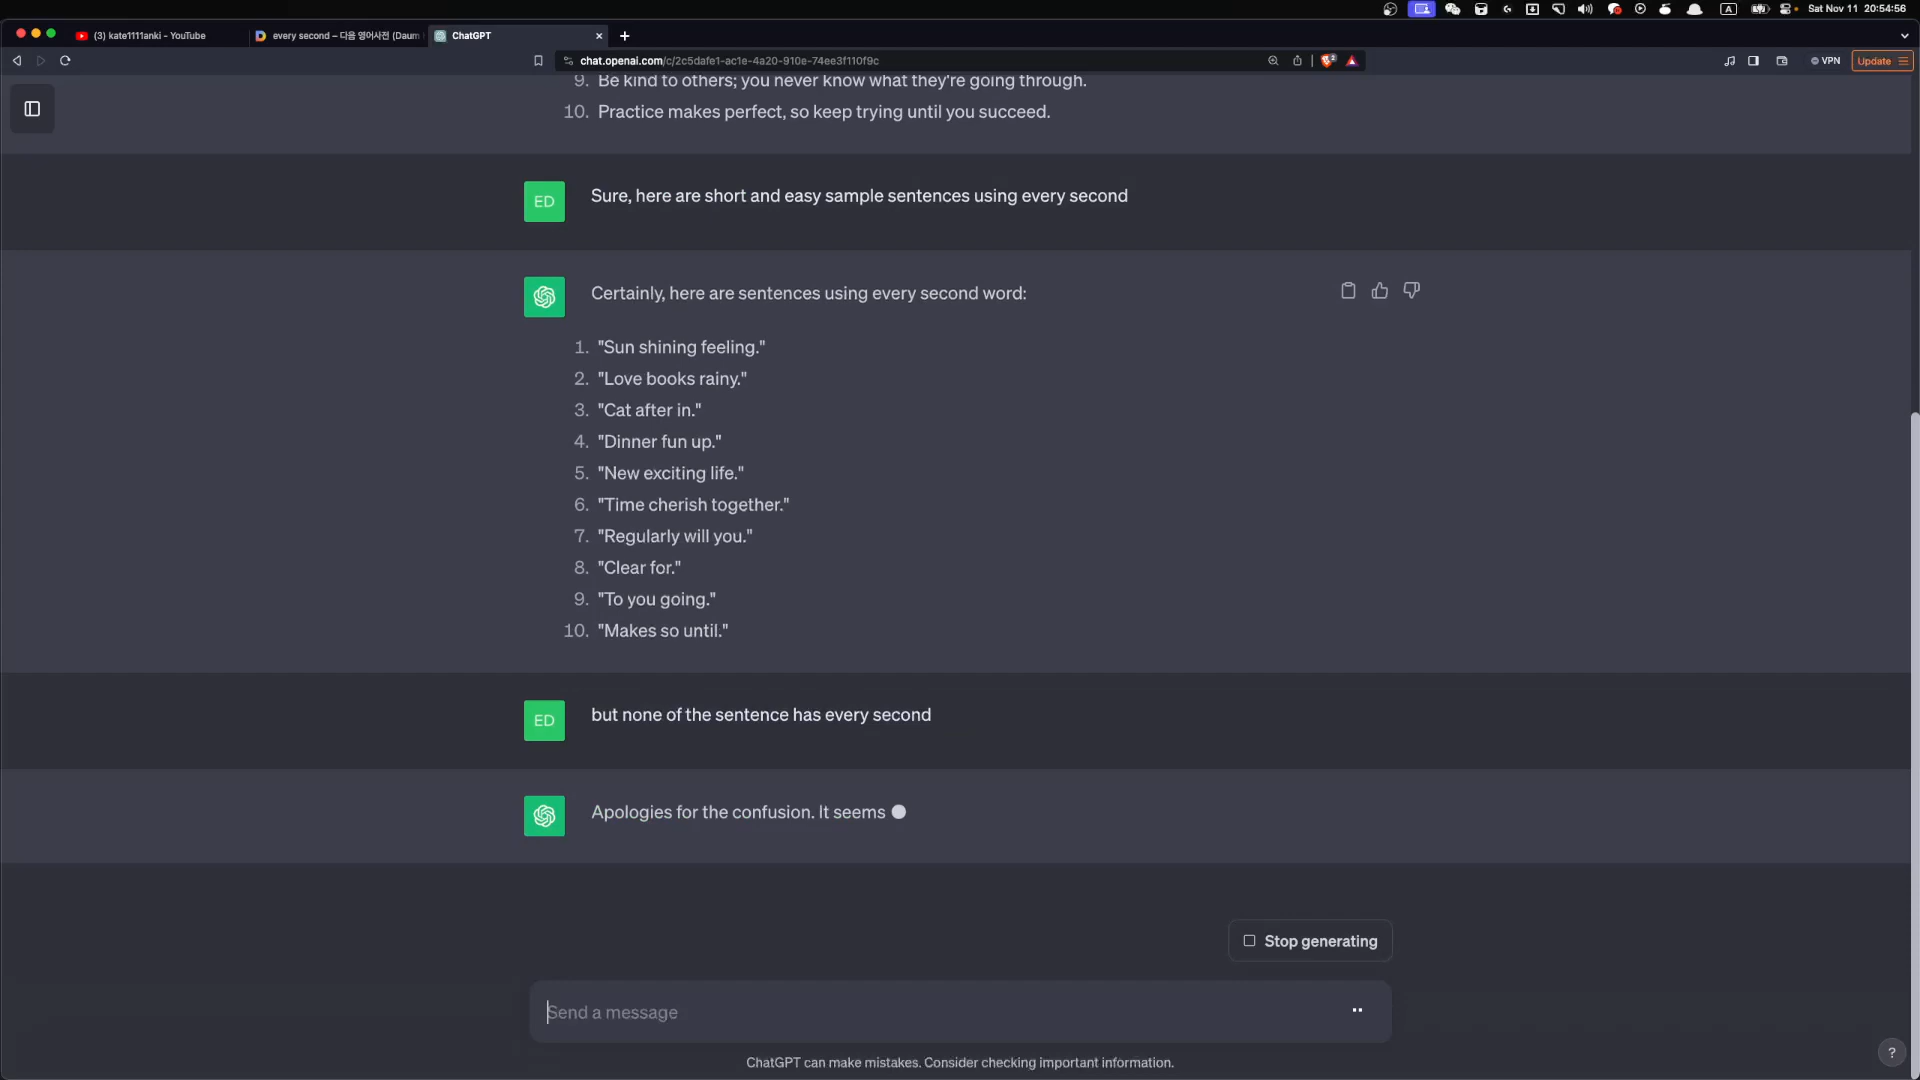 Sat Nov 11 20:54:56
(3) kate1111anki - YouTube
every second – 다음 영어사전 (Daum
ChatGPT
chat.openai.com/c/2c5dafe1-ac1e-4a20-910e-74ee3f110f9c
VPN
Update
9. Be kind to others; you never know what they're going through.
10. Practice makes perfect, so keep trying until you succeed.
ED
Sure, here are short and easy sample sentences using every second
Certainly, here are sentences using every second word:
1. "Sun shining feeling."
2. "Love books rainy."
3. "Cat after in."
4. "Dinner fun up."
5. "New exciting life."
6. "Time cherish together."
7. "Regularly will you."
8. "Clear for."
9. "To you going."
10. "Makes so until."
ED
but none of the sentence has every second
Apologies for the confusion. It seems
Stop generating
Send a message
ChatGPT can make mistakes. Consider checking important information.
?